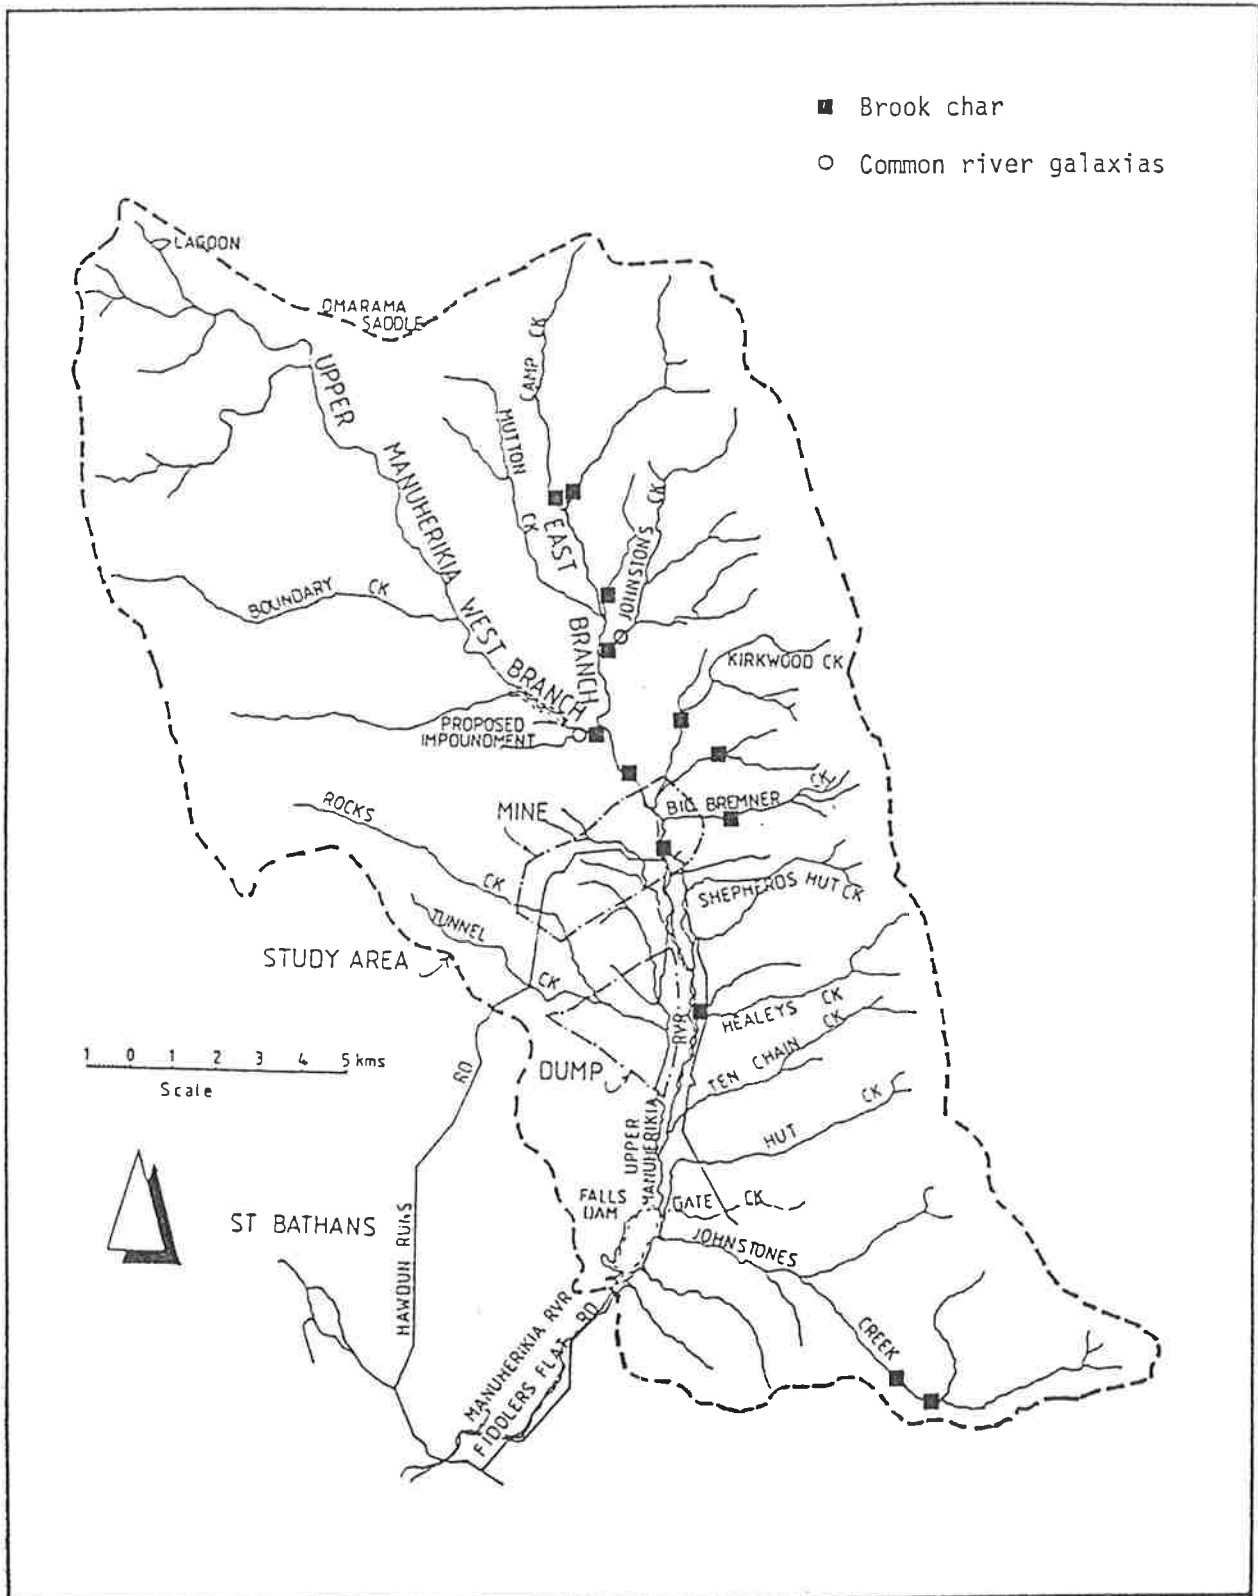 Brook char
Common river galaxias
LAGOON
OMARAMA
SADDLE
UPPER
MANUHERIKIA
WEST BRANCH
CAMP CK
MUTTON
CK
EAST
BRANCH
JOHNSTONS CK
BOUNDARY CK
KIRKWOOD CK
PROPOSED
IMPOUNDMENT
ROCKS
CK
MINE
BIG BREMNER
CK
SHEPHERDS HUT
CK
TUNNEL
CK
STUDY AREA
RVR
HEALEYS CK
TEN CHAIN CK
DUMP
HUT CK
UPPER
MANUHERIKIA
1 0 1 2 3 4 5 kms
Scale
RD
FALLS
DAM
GATE CK
ST BATHANS
JOHNSTONES
CREEK
HAWDUN RUNS
MANUHERIKIA RVR
FIDDLERS FLAT RD